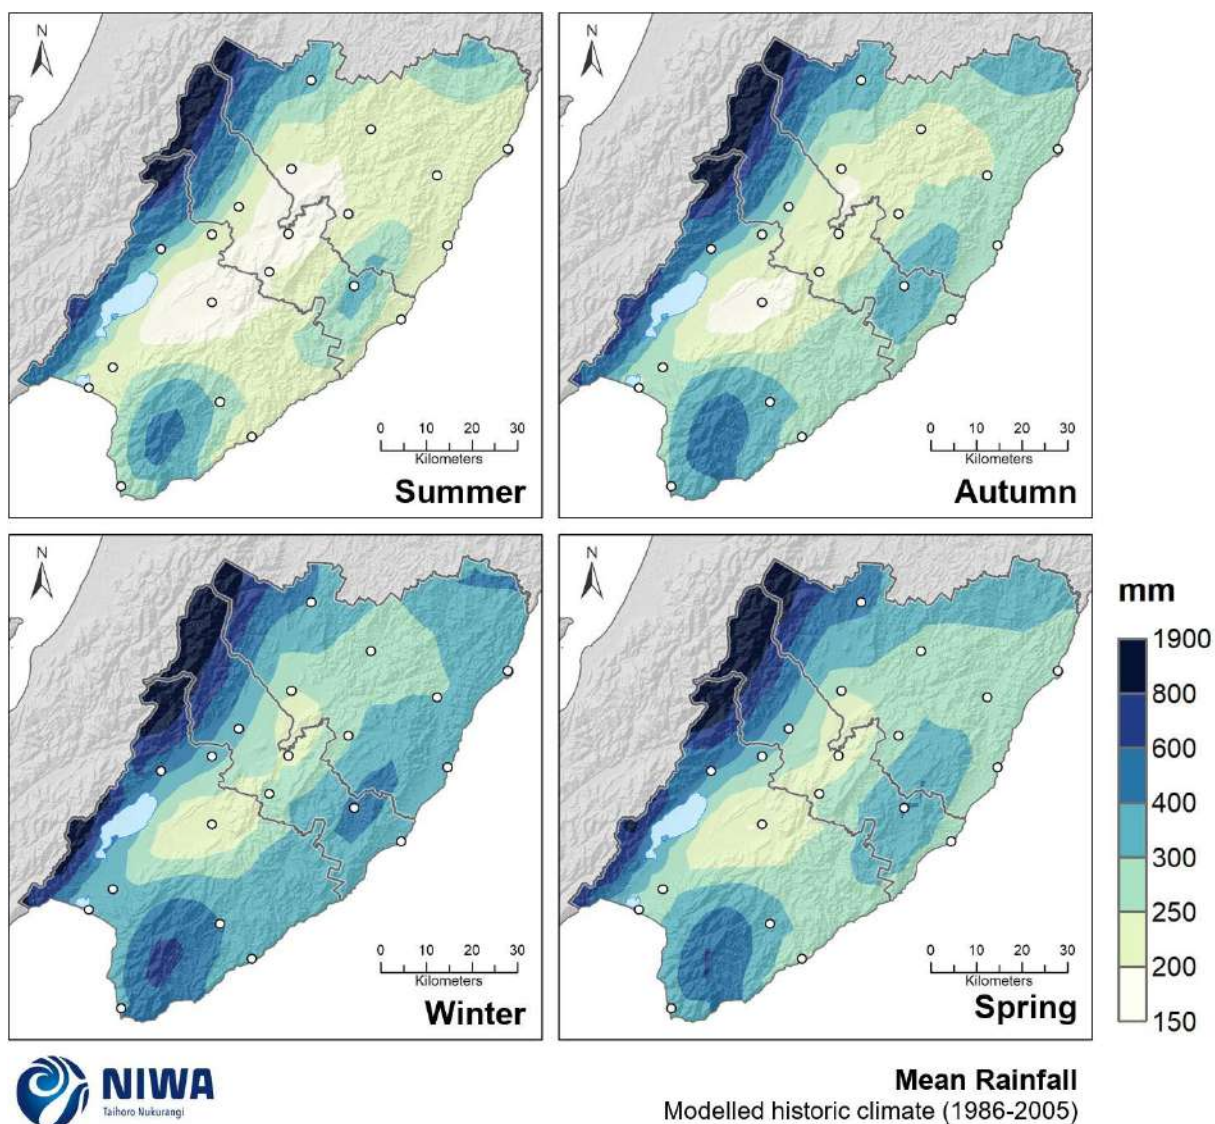 N
0 10 20 30
Kilometers
Summer
N
0 10 20 30
Kilometers
Autumn
N
0 10 20 30
Kilometers
Winter
N
0 10 20 30
Kilometers
Spring
mm
1900
800
600
400
300
250
200
150
NIWA
Taihoro Nukurangi
Mean Rainfall
Modelled historic climate (1986-2005)